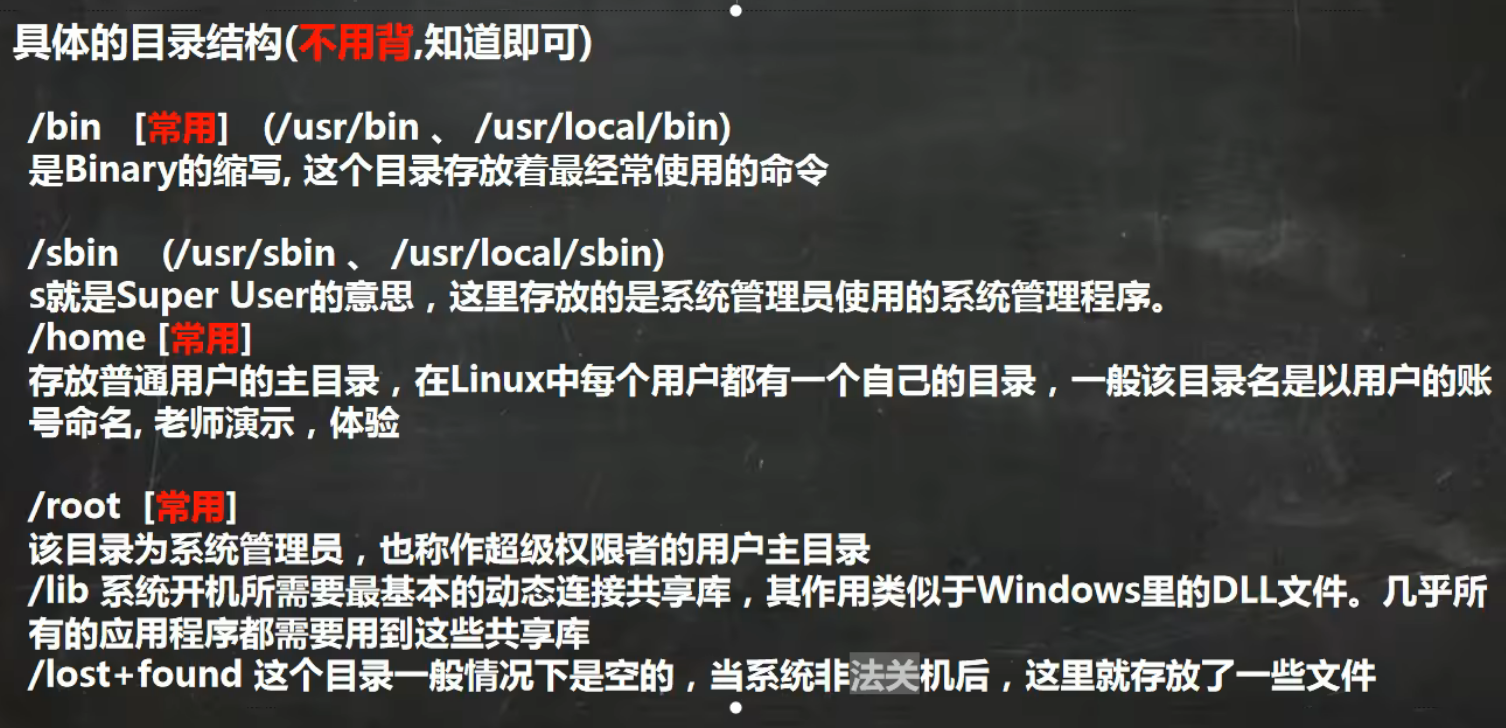 具体的目录结构(不用背,知道即可)
/bin [常用] (/usr/bin 、 /usr/local/bin)
是Binary的缩写, 这个目录存放着最经常使用的命令
/sbin (/usr/sbin 、 /usr/local/sbin)
s就是Super User的意思，这里存放的是系统管理员使用的系统管理程序。
/home [常用]
存放普通用户的主目录，在Linux中每个用户都有一个自己的目录，一般该目录名是以用户的账
号命名, 老师演示，体验
/root [常用]
该目录为系统管理员，也称作超级权限者的用户主目录
/lib 系统开机所需要最基本的动态连接共享库，其作用类似于Windows里的DLL文件。几乎所
有的应用程序都需要用到这些共享库
/lost+found 这个目录一般情况下是空的，当系统非法关机后，这里就存放了一些文件